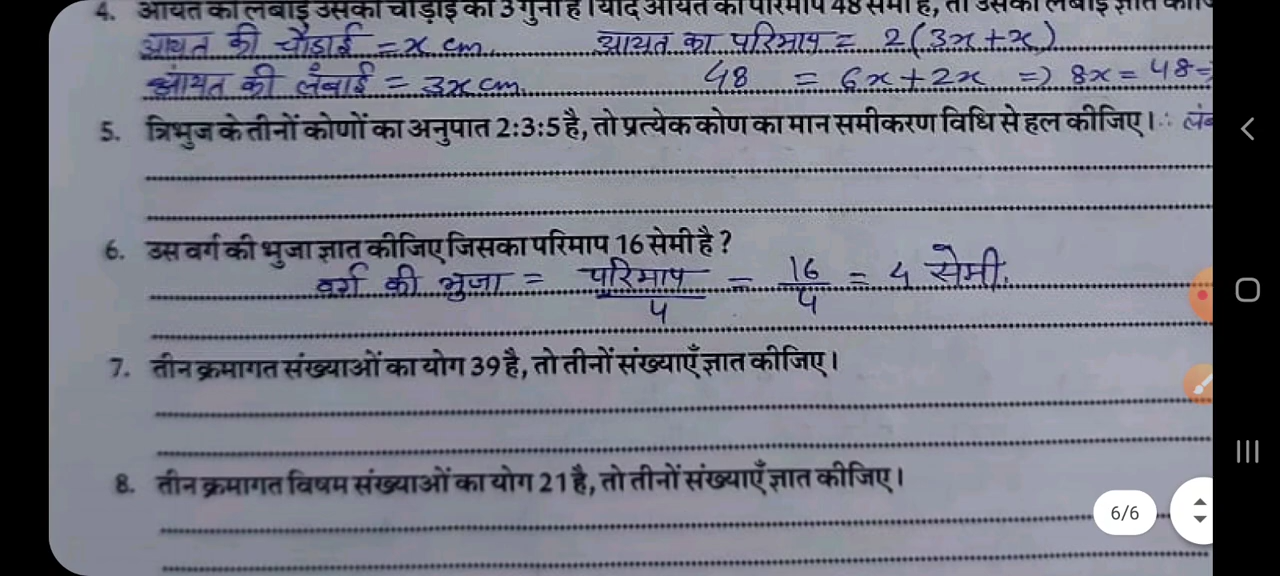 4. आयत की लंबाई उसकी चौड़ाई की 3 गुनी है। यदि आयत का परिमाप 48 सेमी है, तो उसकी लंबाई ज्ञात
आयत की चौड़ाई = x cm. आयत का परिमाप = 2(3x+x)
आयत की लंबाई = 3x cm. 48 = 6x+2x => 8x = 48 =
5. त्रिभुज के तीनों कोणों का अनुपात 2:3:5 है, तो प्रत्येक कोण का मान समीकरण विधि से हल कीजिए। ∴
6. उस वर्ग की भुजा ज्ञात कीजिए जिसका परिमाप 16 सेमी है ?
वर्ग की भुजा = परिमाप/4 = 16/4 = 4 सेमी.
7. तीन क्रमागत संख्याओं का योग 39 है, तो तीनों संख्याएँ ज्ञात कीजिए।
8. तीन क्रमागत विषम संख्याओं का योग 21 है, तो तीनों संख्याएँ ज्ञात कीजिए।
6/6